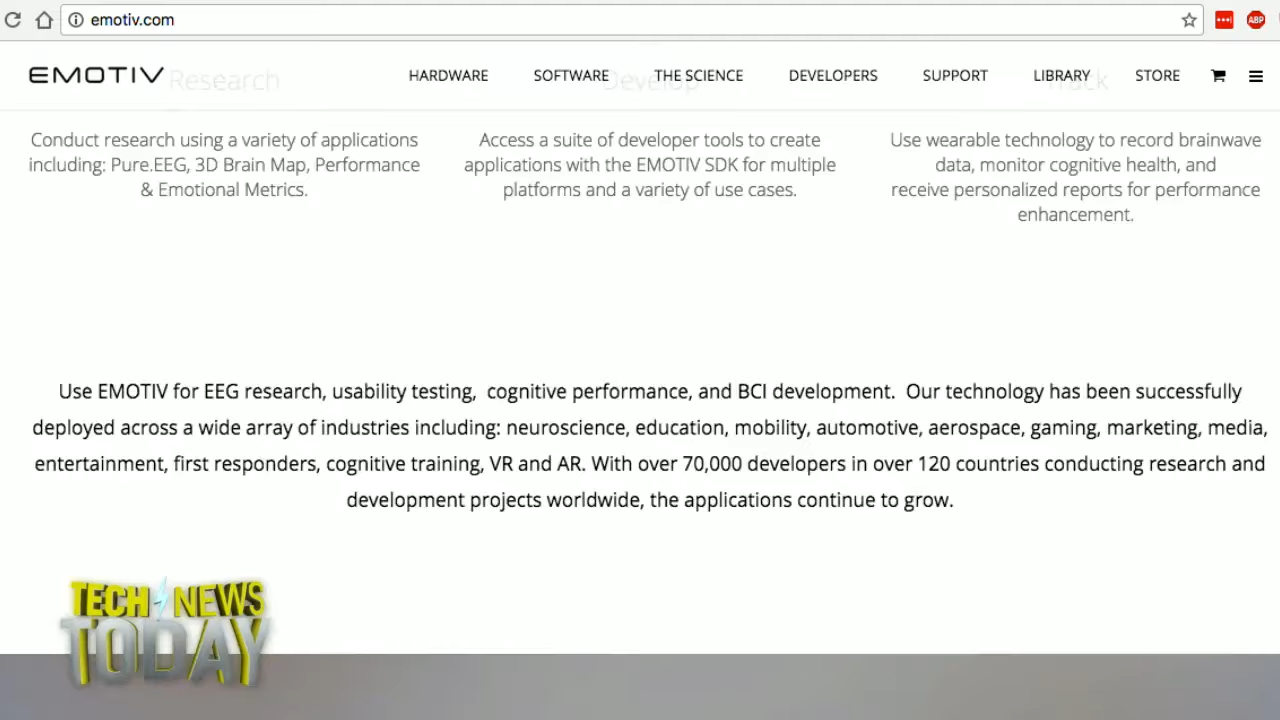 emotiv.com
ABP
EMOTIV
Research
Develop
Track
HARDWARE SOFTWARE THE SCIENCE DEVELOPERS SUPPORT LIBRARY STORE
Conduct research using a variety of applications
including: Pure.EEG, 3D Brain Map, Performance
& Emotional Metrics.
Access a suite of developer tools to create
applications with the EMOTIV SDK for multiple
platforms and a variety of use cases.
Use wearable technology to record brainwave
data, monitor cognitive health, and
receive personalized reports for performance
enhancement.
Use EMOTIV for EEG research, usability testing, cognitive performance, and BCI development. Our technology has been successfully
deployed across a wide array of industries including: neuroscience, education, mobility, automotive, aerospace, gaming, marketing, media,
entertainment, first responders, cognitive training, VR and AR. With over 70,000 developers in over 120 countries conducting research and
development projects worldwide, the applications continue to grow.
TECH NEWS
TODAY